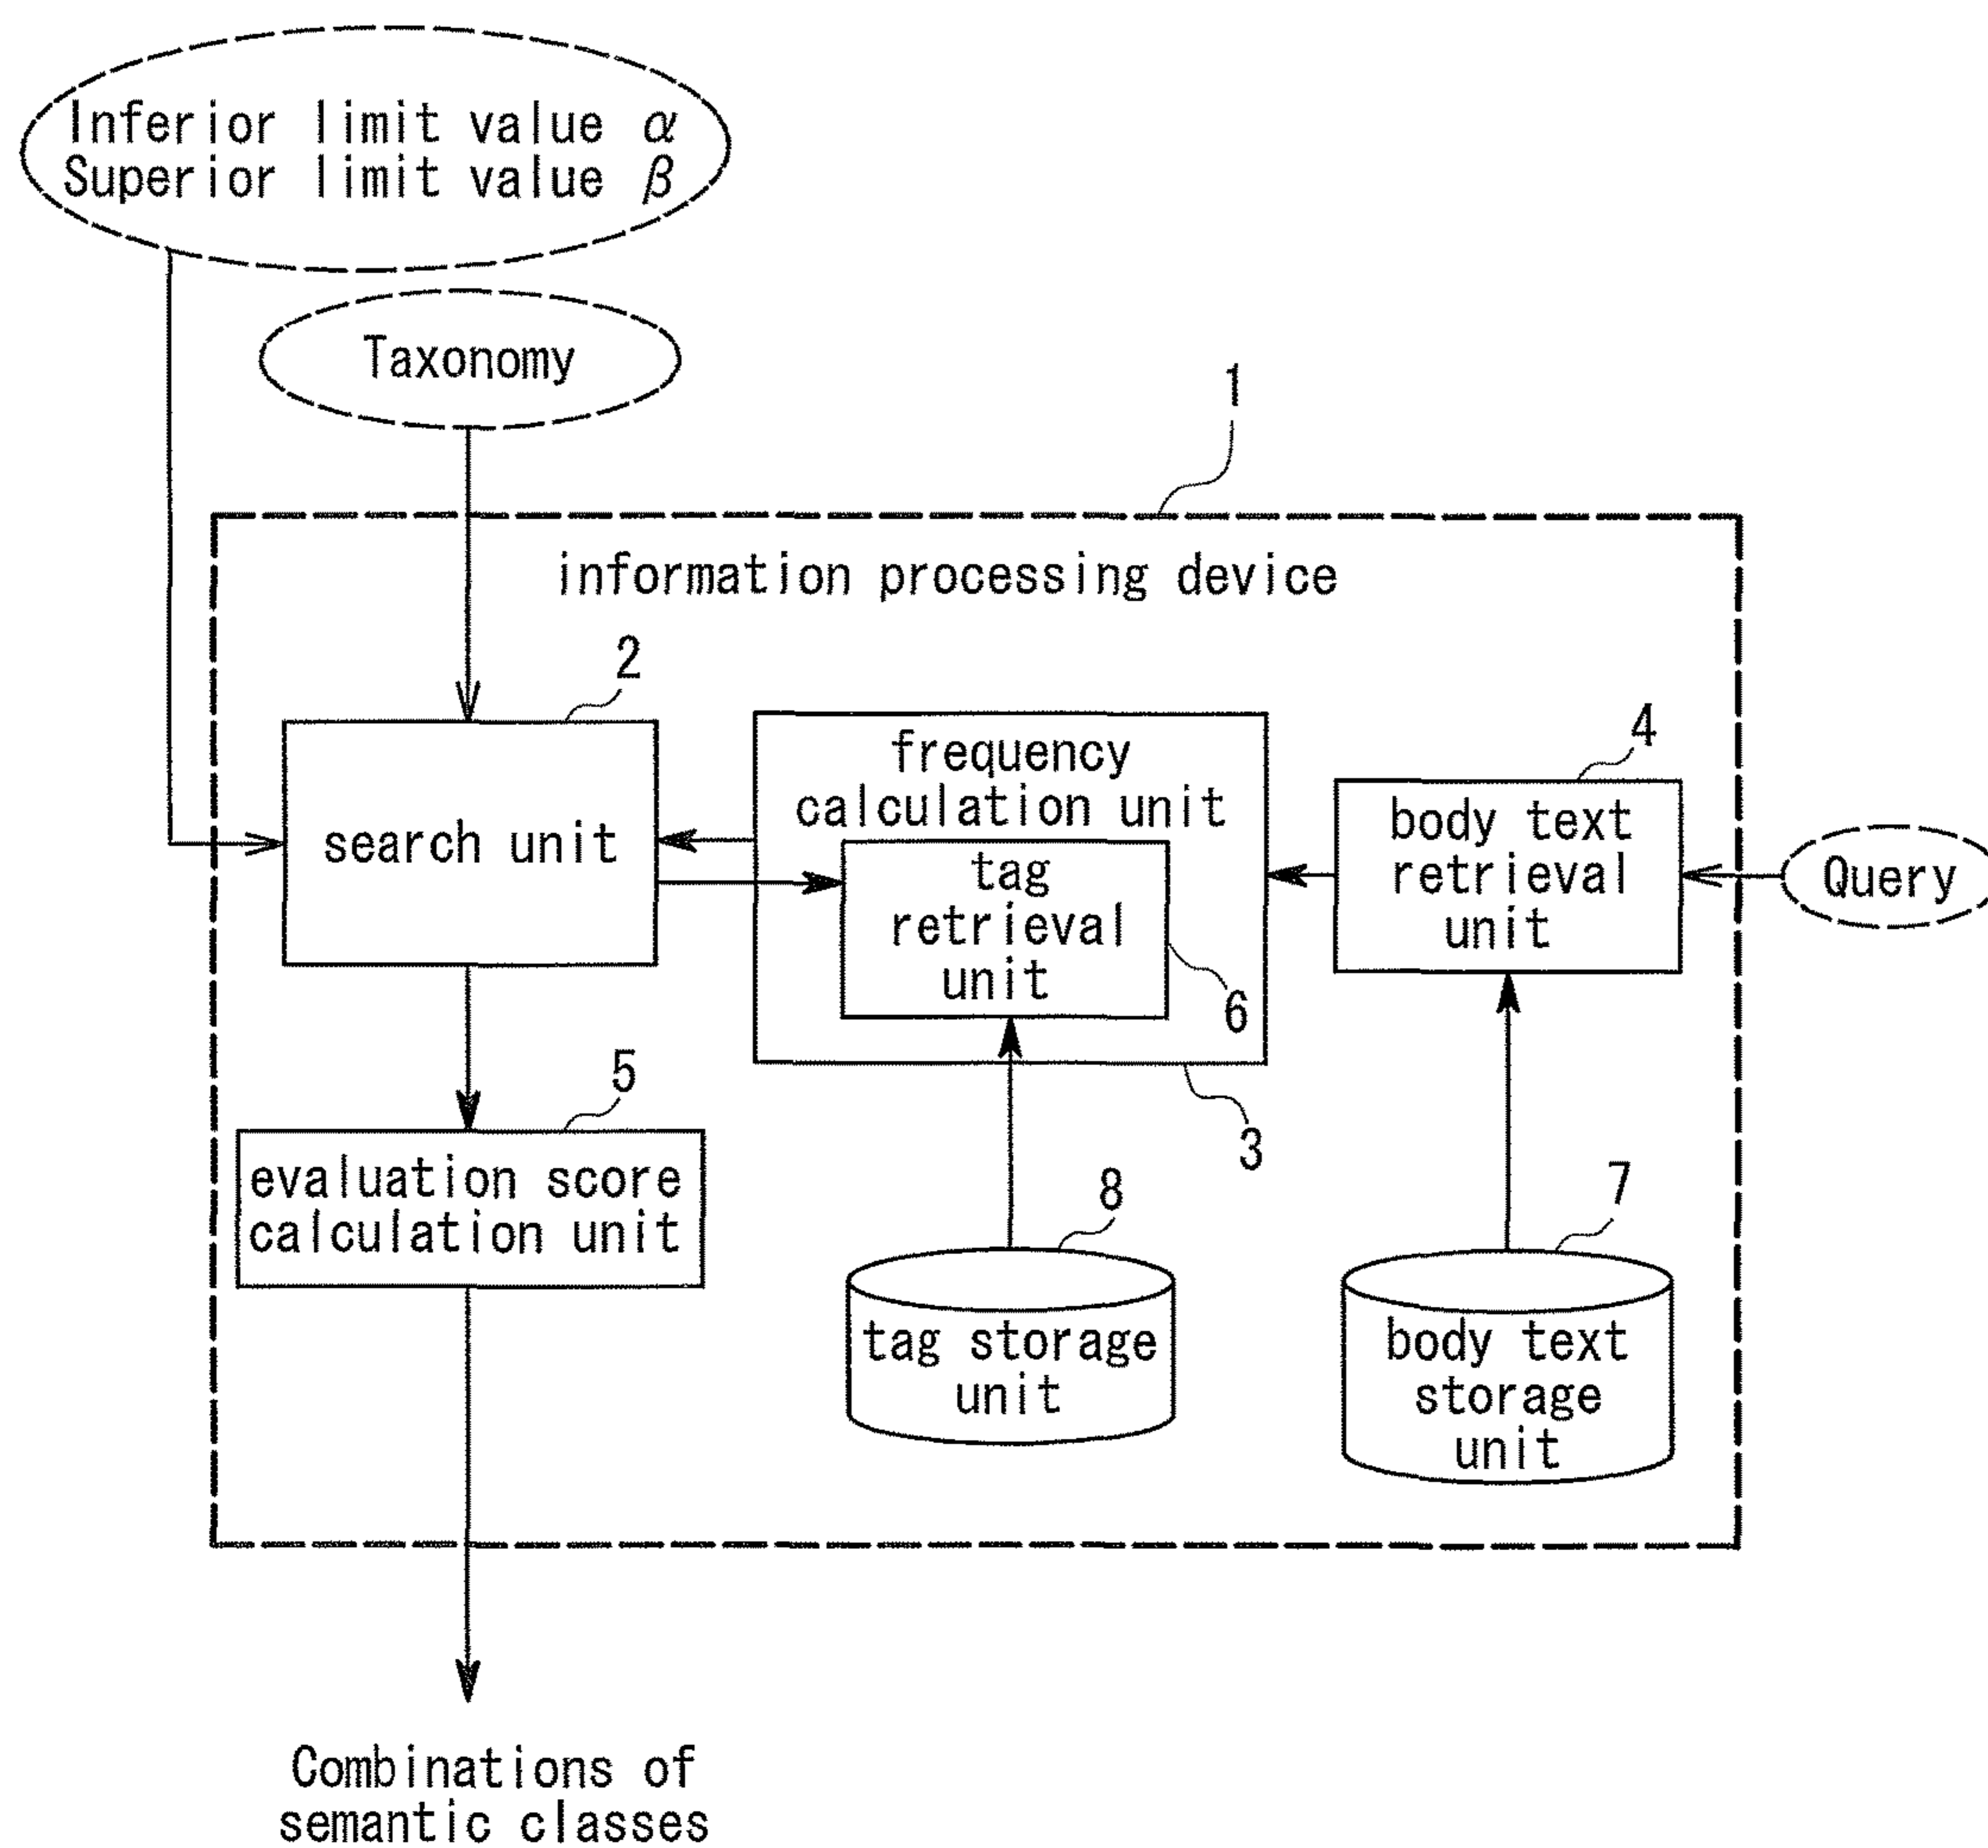 Inferior limit value α
Superior limit value β
Taxonomy
1
information processing device
2
search unit
frequency
calculation unit
tag
retrieval
unit
6
3
4
body text
retrieval
unit
Query
5
evaluation score
calculation unit
8
tag storage
unit
7
body text
storage
unit
Combinations of
semantic classes